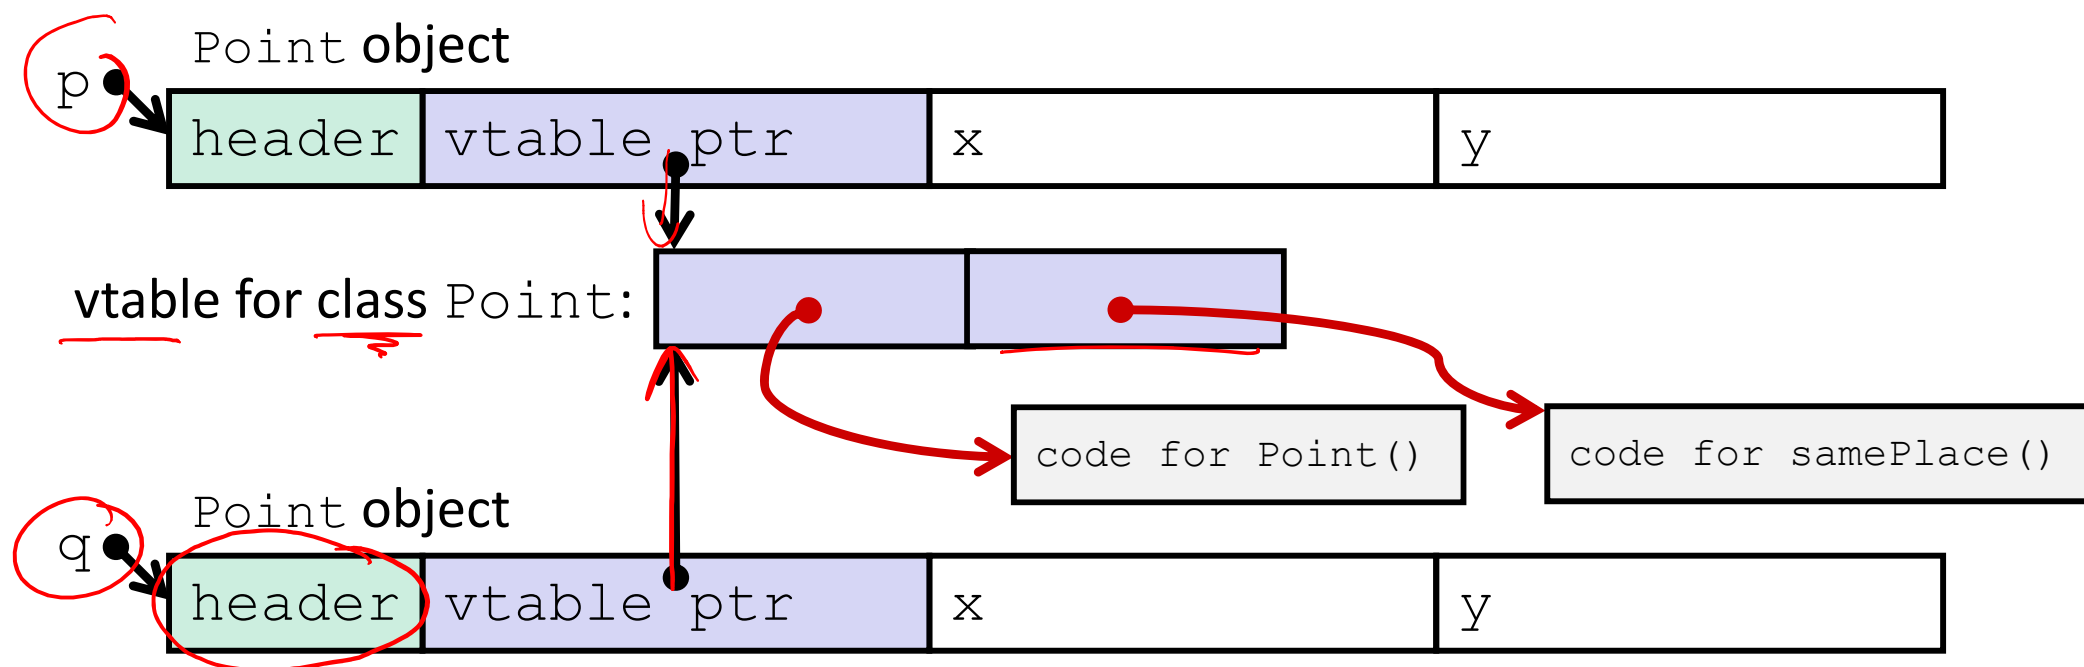 Point object
p
header vtable ptr x y
vtable for class Point:
code for Point() code for samePlace()
Point object
q
header vtable ptr x y